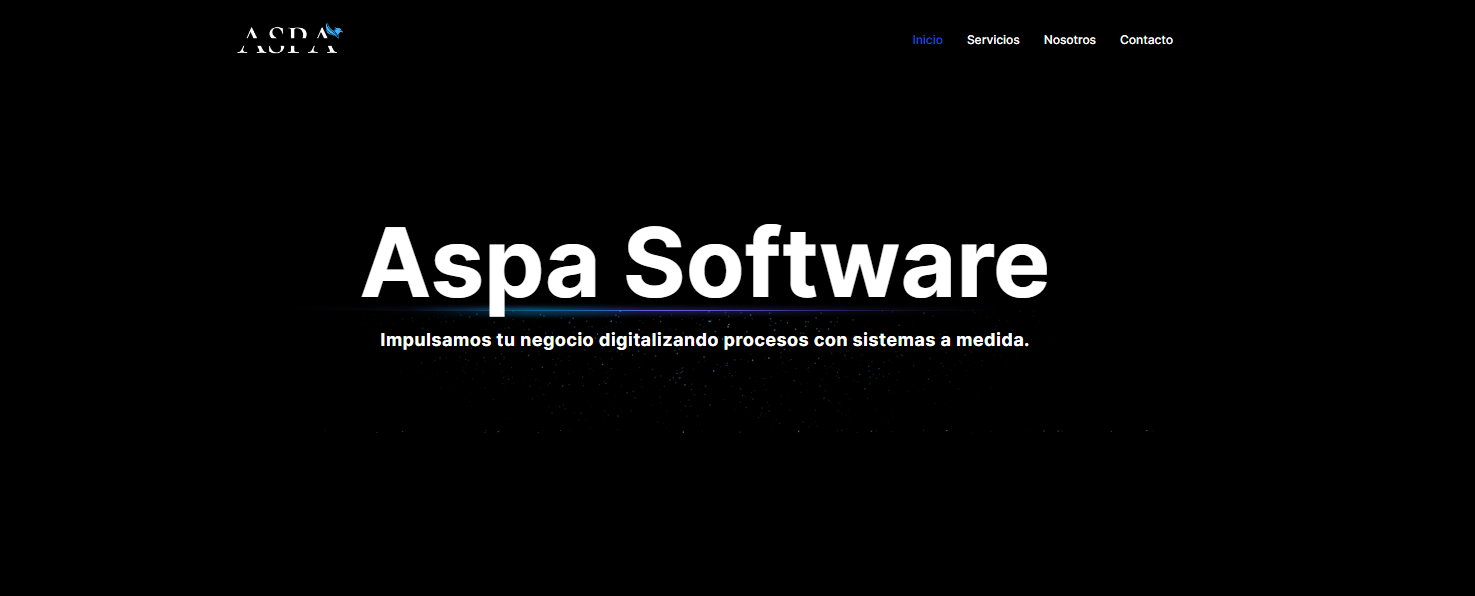 ASPA
Inicio Servicios Nosotros Contacto
Aspa Software
Impulsamos tu negocio digitalizando procesos con sistemas a medida.